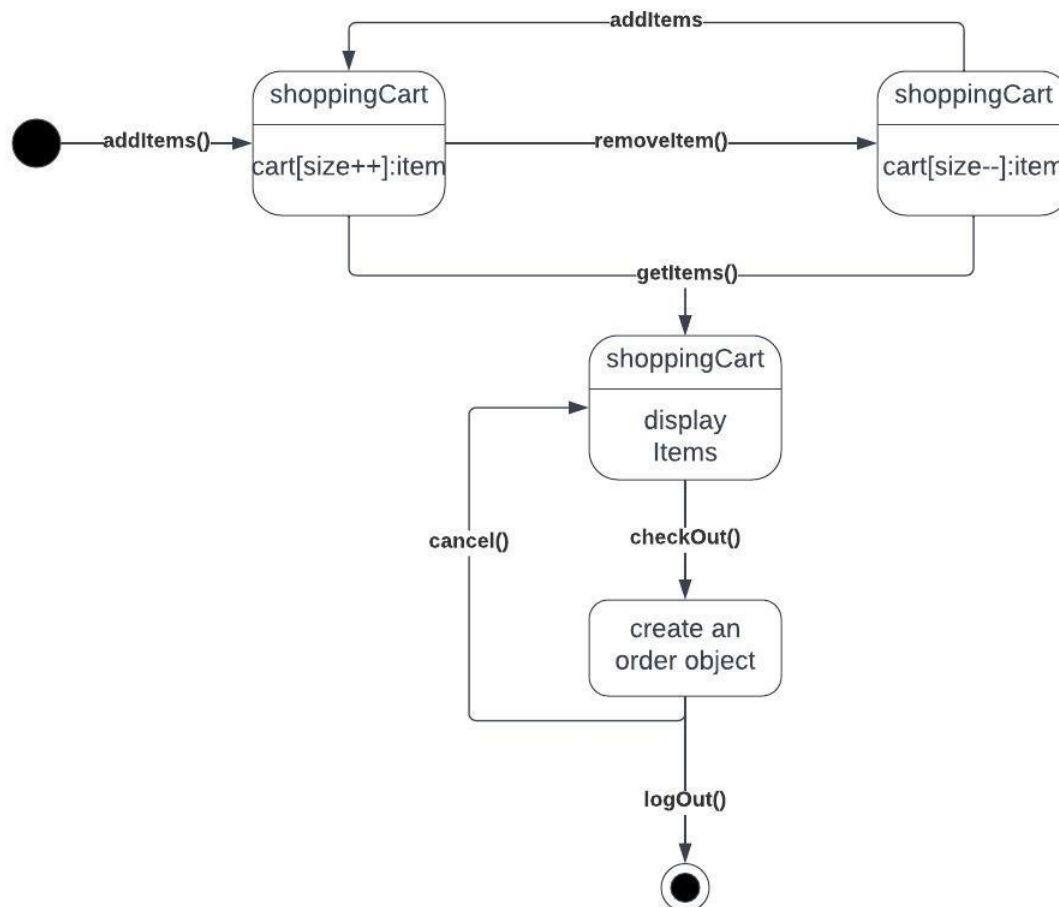 addItems
shoppingCart
shoppingCart
addItems()
removeItem()
cart[size++]:item
cart[size--]:item
getItems()
shoppingCart
display
Items
cancel()
checkOut()
create an
order object
logOut()